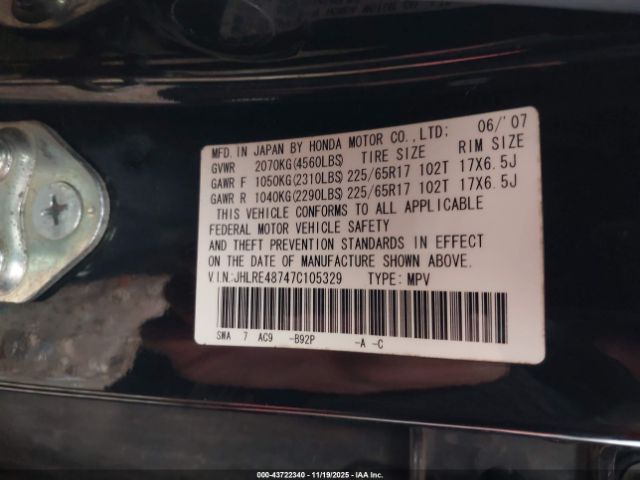 MFD. IN JAPAN BY HONDA MOTOR CO., LTD; 06/'07
GVWR 2070KG(4560LBS) TIRE SIZE RIM SIZE
GAWR F 1050KG(2310LBS) 225/65R17 102T 17X6.5J
GAWR R 1040KG(2290LBS) 225/65R17 102T 17X6.5J
THIS VEHICLE CONFORMS TO ALL APPLICABLE
FEDERAL MOTOR VEHICLE SAFETY
AND THEFT PREVENTION STANDARDS IN EFFECT
ON THE DATE OF MANUFACTURE SHOWN ABOVE.
V.I.N:JHLRE48747C105329 TYPE: MPV
SWA 7 AC9 -B92P -A -C
000-43722340 - 11/19/2025 - IAA Inc.